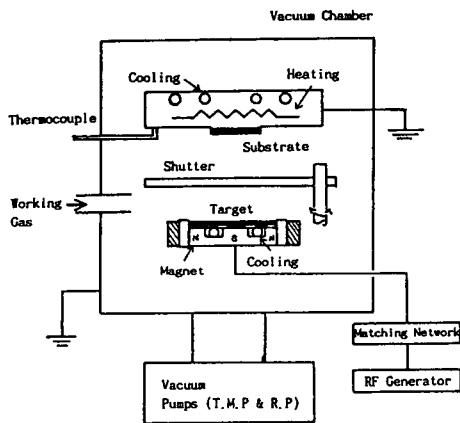 Vacuum Chamber
Cooling
Heating
Thermocouple
Substrate
Shutter
Working
Gas
Target
N S N
Magnet
Cooling
Matching Network
RF Generator
Vacuum
Pumps (T.M.P & R.P)